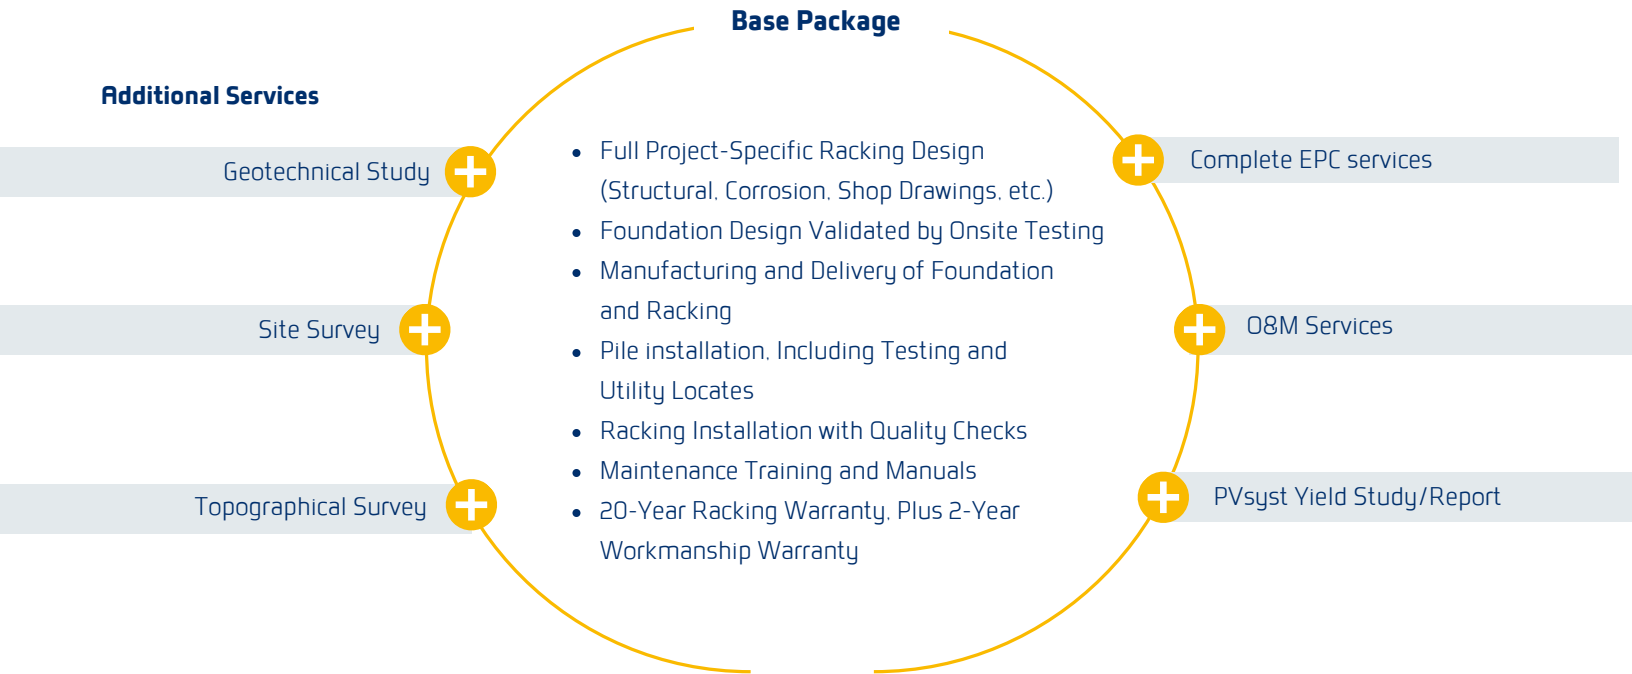 Base Package
Additional Services
Geotechnical Study
Site Survey
Topographical Survey
• Full Project-Specific Racking Design
(Structural, Corrosion, Shop Drawings, etc.)
• Foundation Design Validated by Onsite Testing
• Manufacturing and Delivery of Foundation
and Racking
• Pile installation, Including Testing and
Utility Locates
• Racking Installation with Quality Checks
• Maintenance Training and Manuals
• 20-Year Racking Warranty, Plus 2-Year
Workmanship Warranty
Complete EPC services
O&M Services
PVsyst Yield Study/Report